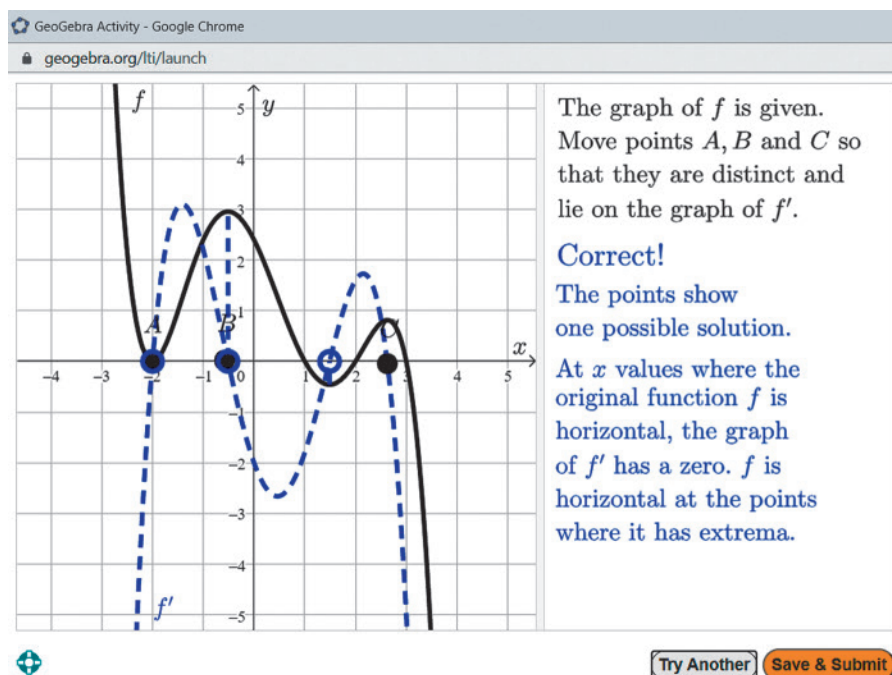 GeoGebra Activity - Google Chrome
geogebra.org/lti/launch
f
y
5
4
3
2
1
A
B
C
x
-4
-3
-2
-1
0
1
2
3
4
5
-1
-2
-3
-4
-5
f′
The graph of f is given.
Move points A, B and C so
that they are distinct and
lie on the graph of f′.
Correct!
The points show
one possible solution.
At x values where the
original function f is
horizontal, the graph
of f′ has a zero. f is
horizontal at the points
where it has extrema.
Try Another
Save & Submit